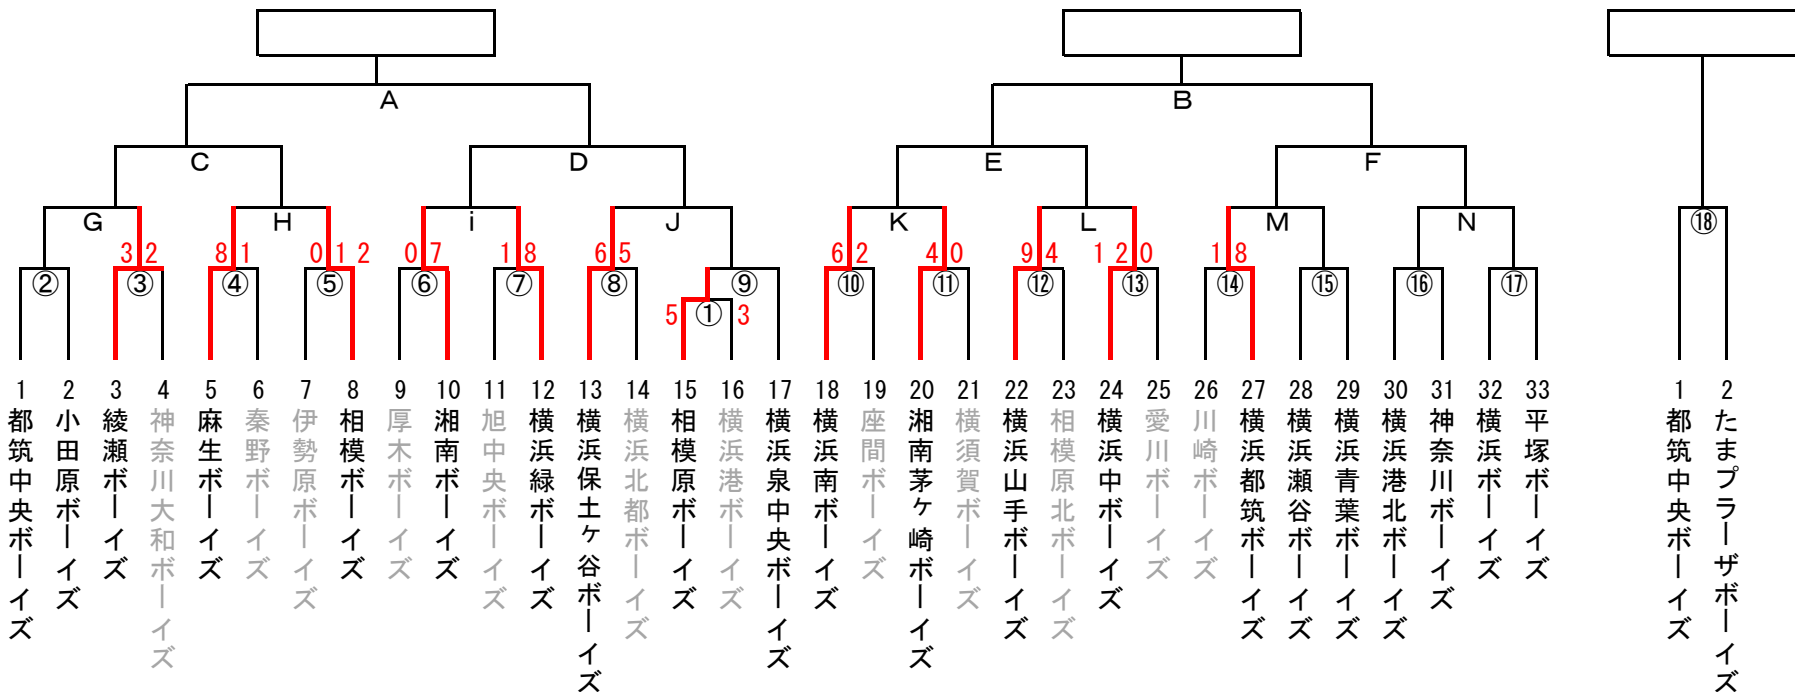 A B
C D E F
G H i J K L M N ⑱
3 2 8 1 0 1 2 0 7 1 8 6 5 6 2 4 0 9 4 1 2 0 1 8
② ③ ④ ⑤ ⑥ ⑦ ⑧ ⑨ ⑩ ⑪ ⑫ ⑬ ⑭ ⑮ ⑯ ⑰
5 ① 3
1 都筑中央ボーイズ
2 小田原ボーイズ
3 綾瀬ボーイズ
4 神奈川大和ボーイズ
5 麻生ボーイズ
6 秦野ボーイズ
7 伊勢原ボーイズ
8 相模ボーイズ
9 厚木ボーイズ
10 湘南ボーイズ
11 旭中央ボーイズ
12 横浜緑ボーイズ
13 横浜保土ヶ谷ボーイズ
14 横浜北都ボーイズ
15 相模原ボーイズ
16 横浜港ボーイズ
17 横浜泉中央ボーイズ
18 横浜南ボーイズ
19 座間ボーイズ
20 湘南茅ケ崎ボーイズ
21 横須賀ボーイズ
22 横浜山手ボーイズ
23 相模原北ボーイズ
24 横浜中ボーイズ
25 愛川ボーイズ
26 川崎ボーイズ
27 横浜都筑ボーイズ
28 横浜瀬谷ボーイズ
29 横浜青葉ボーイズ
30 横浜港北ボーイズ
31 神奈川ボーイズ
32 横浜ボーイズ
33 平塚ボーイズ
1 都筑中央ボーイズ
2 たまプラーザボーイズ